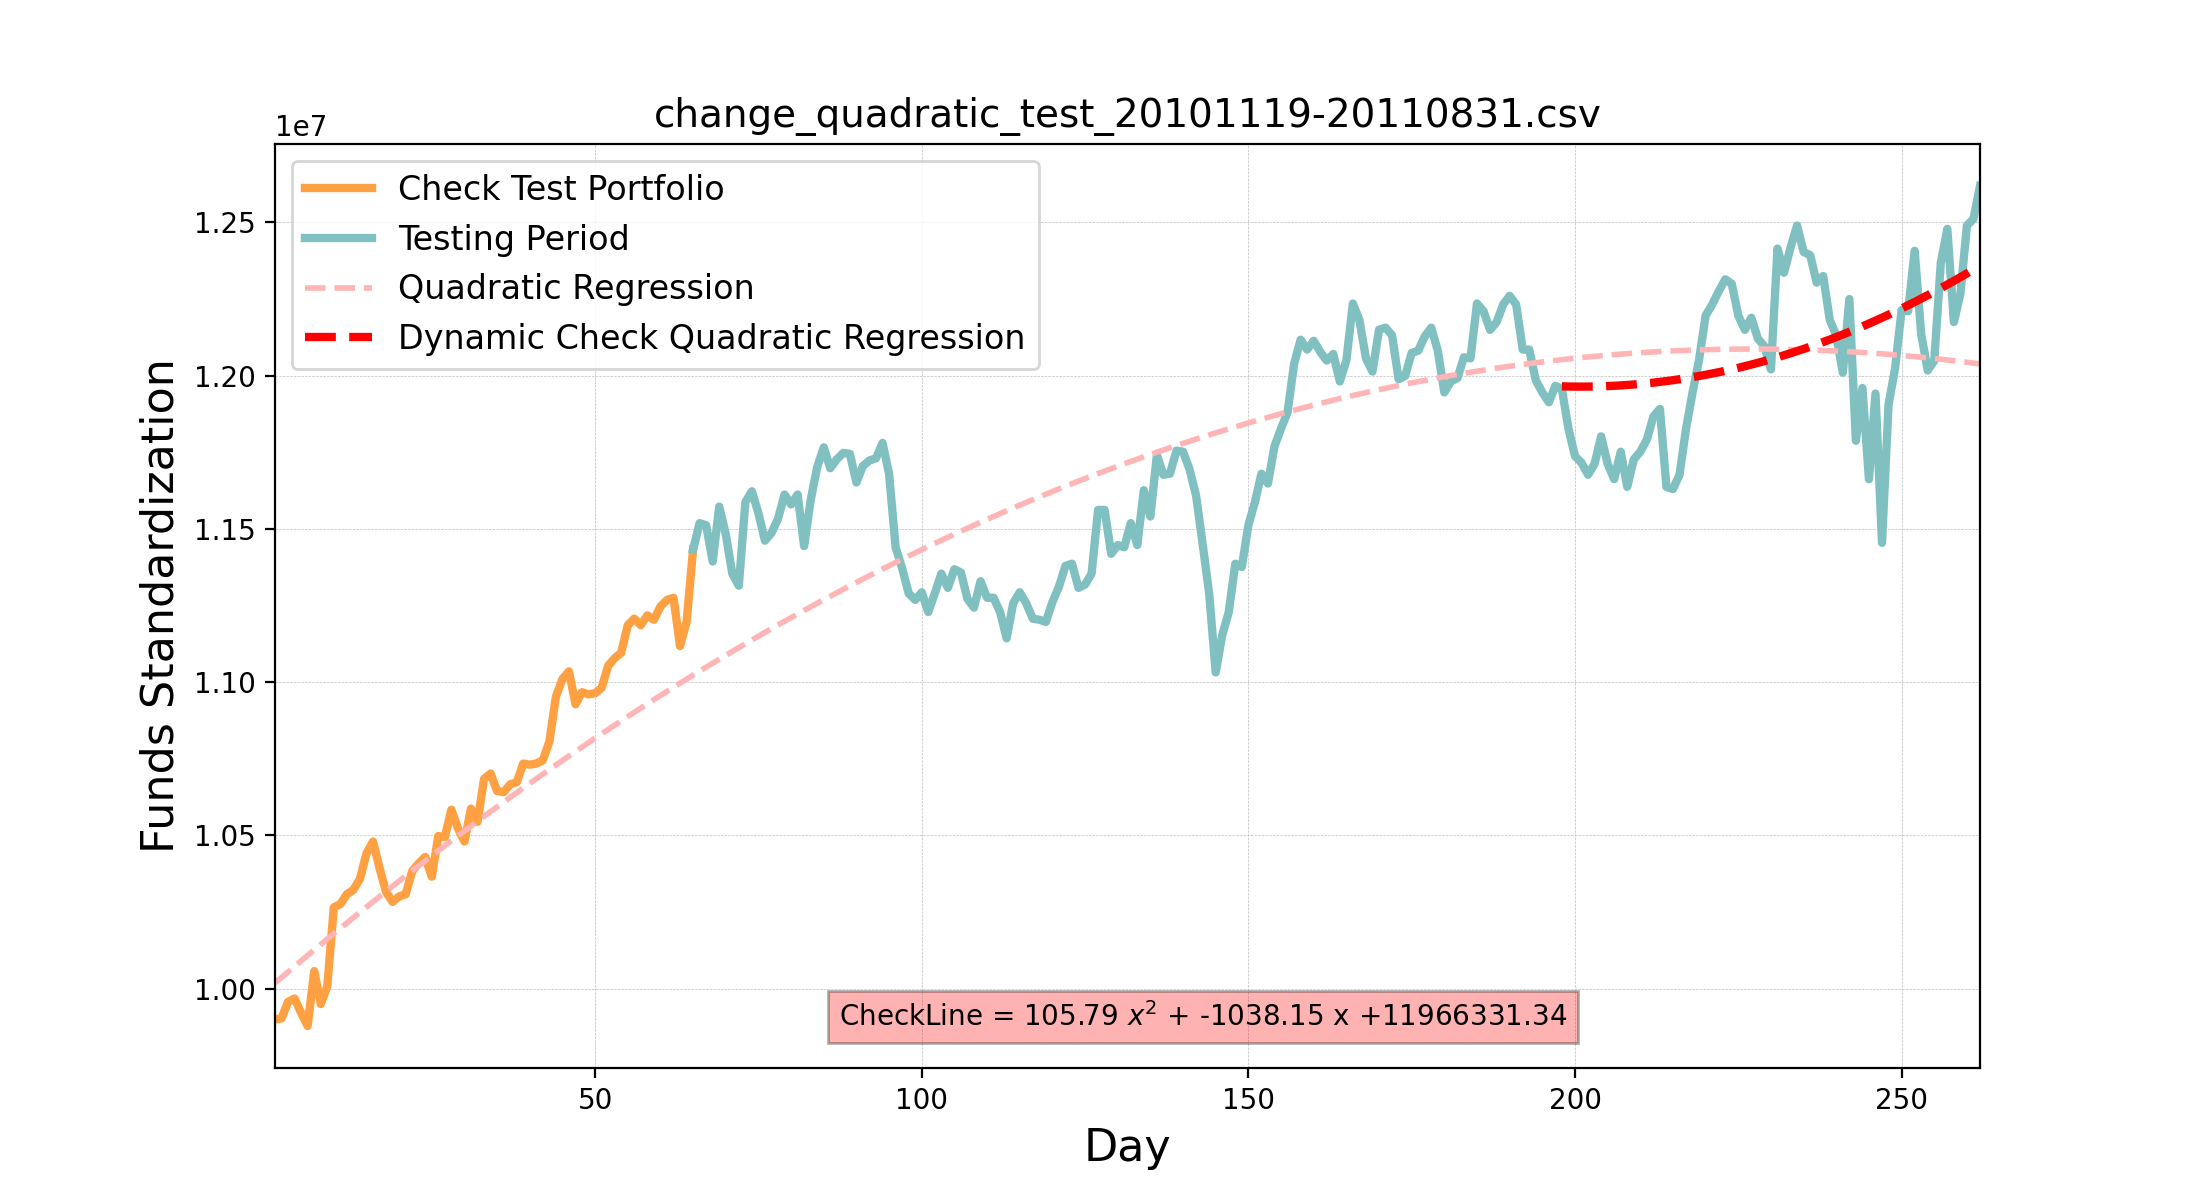 change_quadratic_test_20101119-20110831.csv
1e7
Check Test Portfolio
Testing Period
Quadratic Regression
Dynamic Check Quadratic Regression
1.25
1.20
1.15
1.10
1.05
1.00
Funds Standardization
CheckLine = 105.79 x² + -1038.15 x +11966331.34
50 100 150 200 250
Day